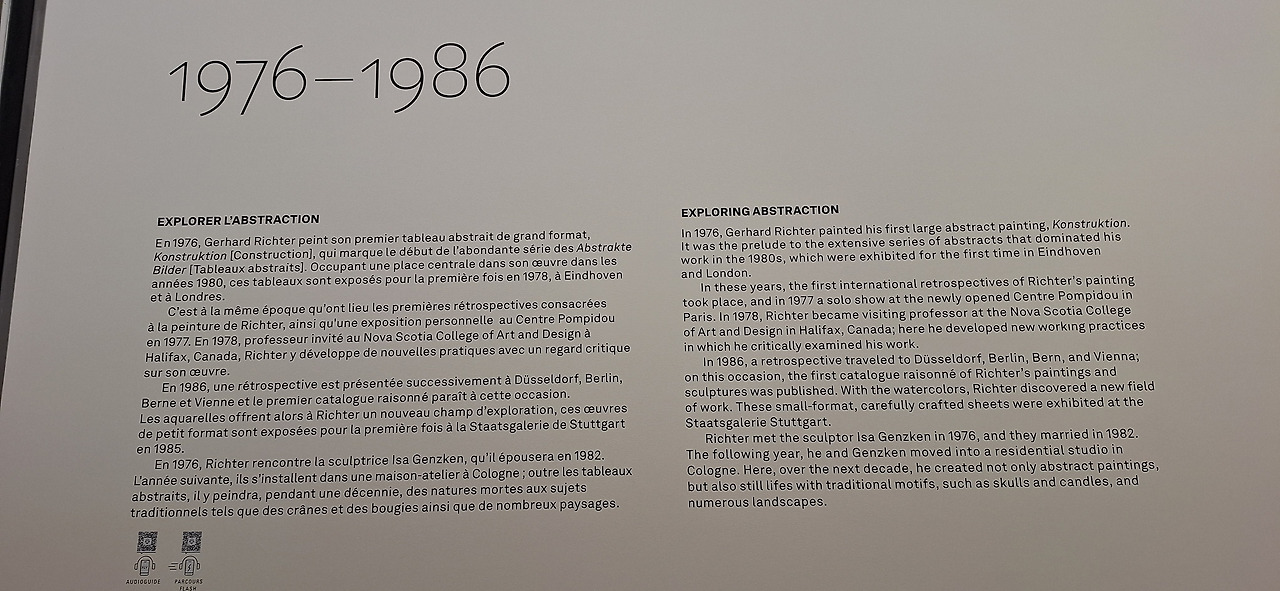 1976–1986
EXPLORER L'ABSTRACTION
En 1976, Gerhard Richter peint son premier tableau abstrait de grand format,
Konstruktion [Construction], qui marque le début de l'abondante série des Abstrakte
Bilder [Tableaux abstraits]. Occupant une place centrale dans son œuvre dans les
années 1980, ces tableaux sont exposés pour la première fois en 1978, à Eindhoven
et à Londres.
C'est à la même époque qu'ont lieu les premières rétrospectives consacrées
à la peinture de Richter, ainsi qu'une exposition personnelle au Centre Pompidou
en 1977. En 1978, professeur invité au Nova Scotia College of Art and Design à
Halifax, Canada, Richter y développe de nouvelles pratiques avec un regard critique
sur son œuvre.
En 1986, une rétrospective est présentée successivement à Düsseldorf, Berlin,
Berne et Vienne et le premier catalogue raisonné paraît à cette occasion.
Les aquarelles offrent alors à Richter un nouveau champ d'exploration, ces œuvres
de petit format sont exposées pour la première fois à la Staatsgalerie de Stuttgart
en 1985.
En 1976, Richter rencontre la sculptrice Isa Genzken, qu'il épousera en 1982.
L'année suivante, ils s'installent dans une maison-atelier à Cologne ; outre les tableaux
abstraits, il y peindra, pendant une décennie, des natures mortes aux sujets
traditionnels tels que des crânes et des bougies ainsi que de nombreux paysages.
AUDIOGUIDE
PARCOURS
FLASH
EXPLORING ABSTRACTION
In 1976, Gerhard Richter painted his first large abstract painting, Konstruktion.
It was the prelude to the extensive series of abstracts that dominated his
work in the 1980s, which were exhibited for the first time in Eindhoven
and London.
In these years, the first international retrospectives of Richter's painting
took place, and in 1977 a solo show at the newly opened Centre Pompidou in
Paris. In 1978, Richter became visiting professor at the Nova Scotia College
of Art and Design in Halifax, Canada; here he developed new working practices
in which he critically examined his work.
In 1986, a retrospective traveled to Düsseldorf, Berlin, Bern, and Vienna;
on this occasion, the first catalogue raisonné of Richter's paintings and
sculptures was published. With the watercolors, Richter discovered a new field
of work. These small-format, carefully crafted sheets were exhibited at the
Staatsgalerie Stuttgart.
Richter met the sculptor Isa Genzken in 1976, and they married in 1982.
The following year, he and Genzken moved into a residential studio in
Cologne. Here, over the next decade, he created not only abstract paintings,
but also still lifes with traditional motifs, such as skulls and candles, and
numerous landscapes.